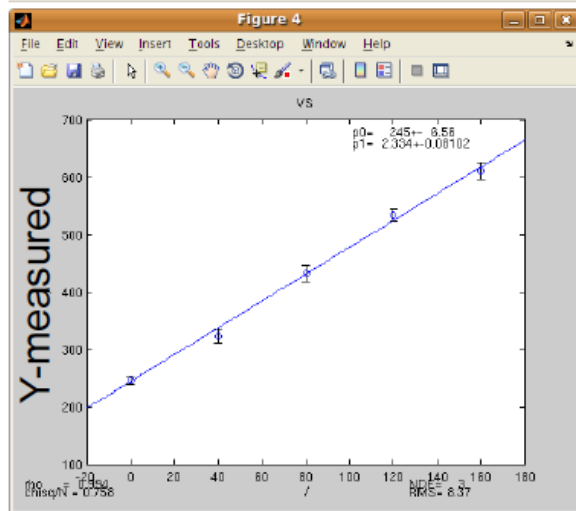 Figure 4
File Edit View Insert Tools Desktop Window Help
VS
p0= 245+- 6.56
p1= 2.334+-0.08102
700
600
500
400
300
200
100
Y-measured
-20 0 20 40 60 80 100 120 140 160 180
rho =
NDF= 3
chisq/N = 0.758 / RMS= 8.37